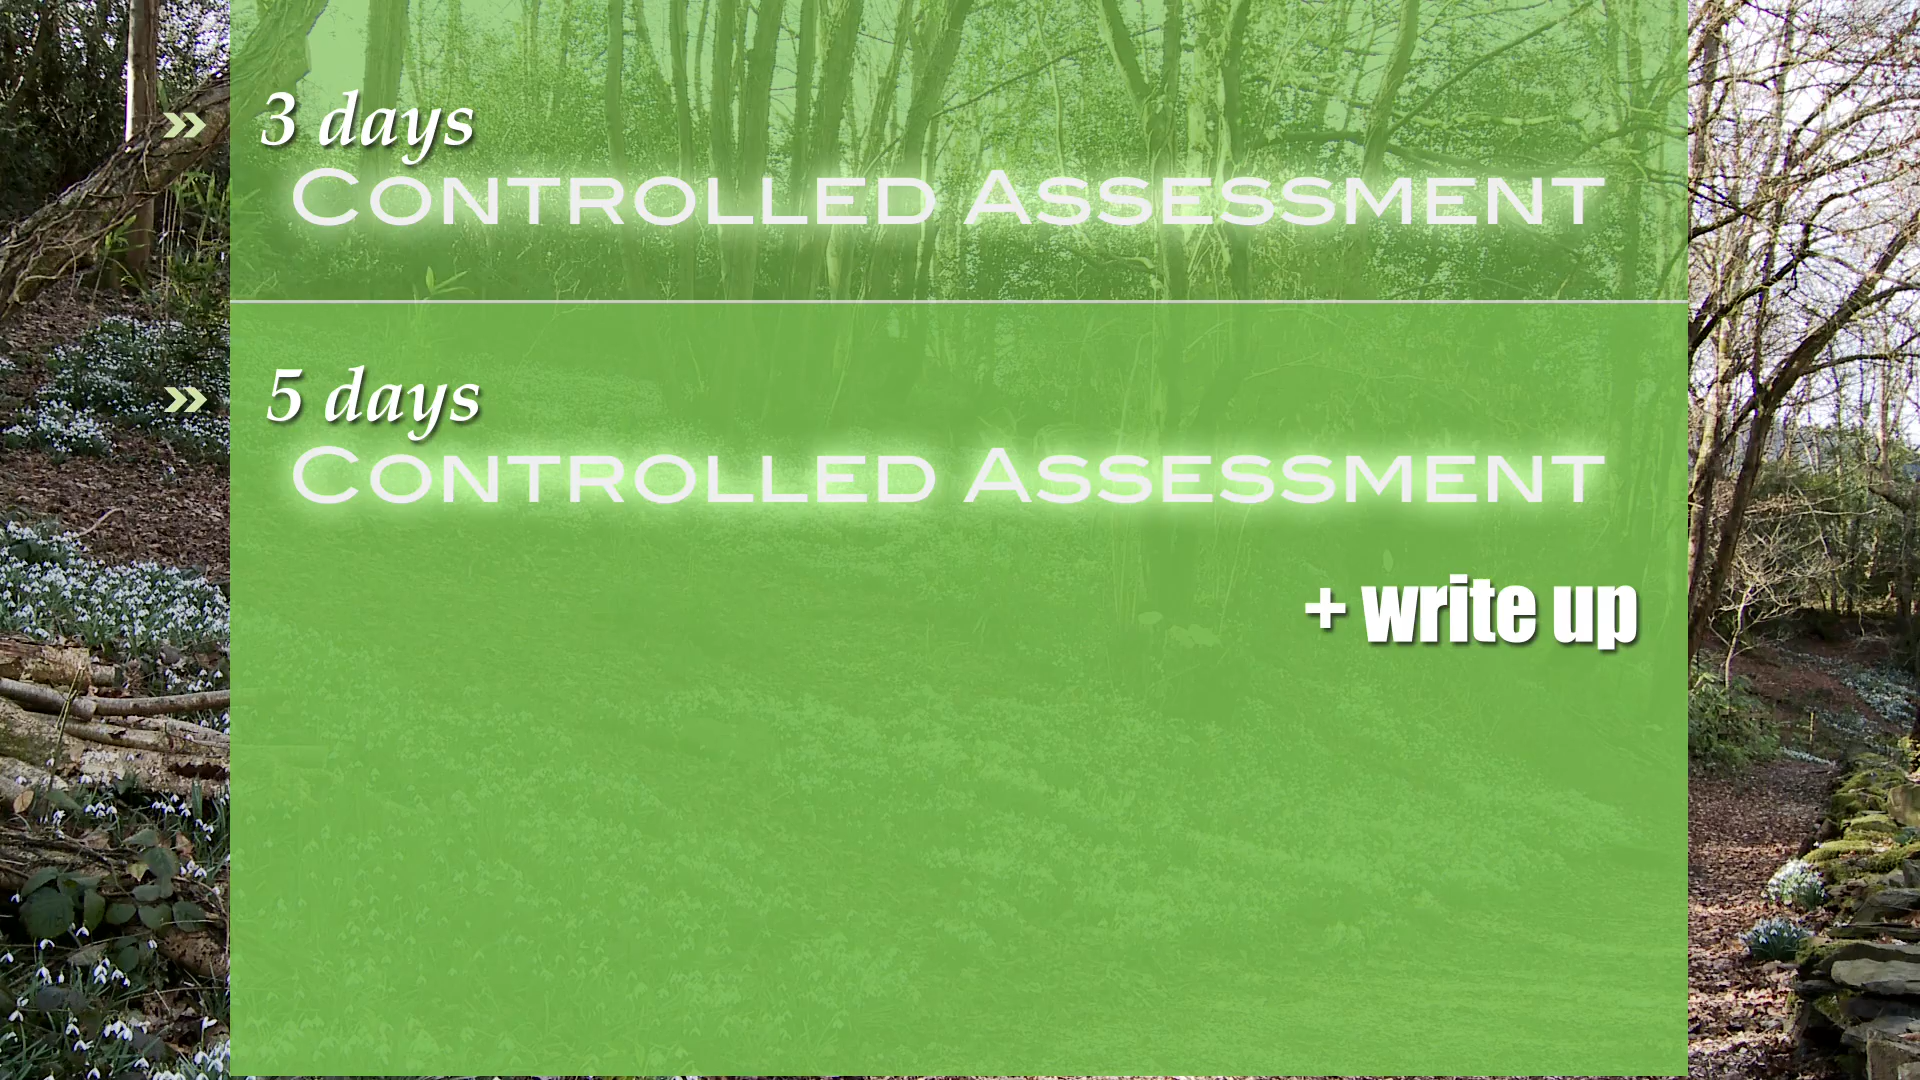 » 3 days
Controlled Assessment
» 5 days
Controlled Assessment
+ write up